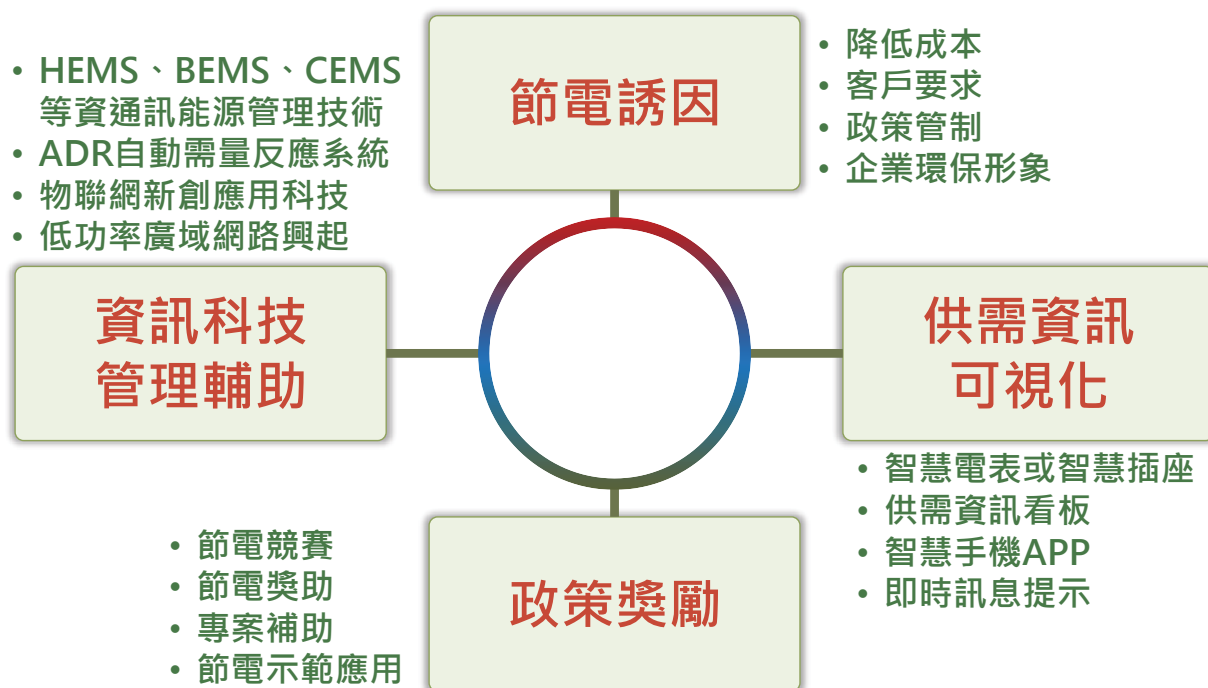 節電誘因
• 降低成本
• 客戶要求
• 政策管制
• 企業環保形象
• HEMS、BEMS、CEMS
等資通訊能源管理技術
• ADR自動需量反應系統
• 物聯網新創應用科技
• 低功率廣域網路興起
資訊科技
管理輔助
供需資訊
可視化
• 智慧電表或智慧插座
• 供需資訊看板
• 智慧手機APP
• 即時訊息提示
• 節電競賽
• 節電獎助
• 專案補助
• 節電示範應用
政策獎勵